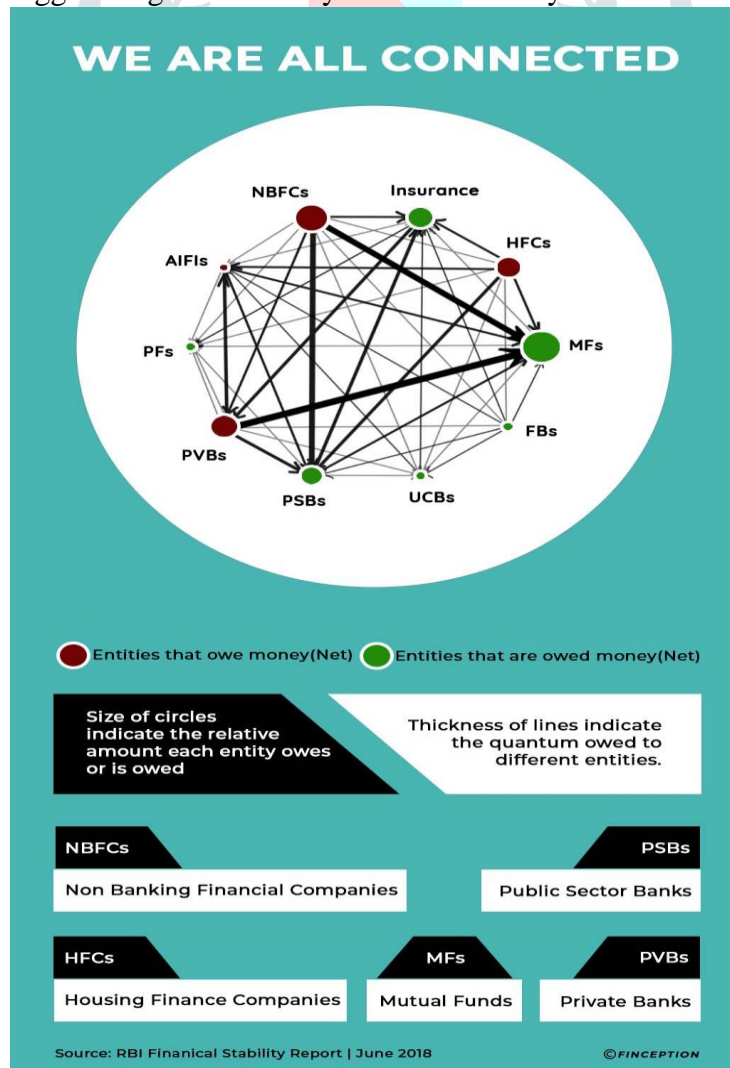 WE ARE ALL CONNECTED
NBFCs
Insurance
HFCs
AIFIs
PFs
MFs
FBs
PVBs
PSBs
UCBs
Entities that owe money(Net)
Entities that are owed money(Net)
Size of circles
indicate the relative
amount each entity owes
or is owed
Thickness of lines indicate
the quantum owed to
different entities.
NBFCs
Non Banking Financial Companies
PSBs
Public Sector Banks
HFCs
Housing Finance Companies
MFs
Mutual Funds
PVBs
Private Banks
Source: RBI Finanical Stability Report | June 2018
©FINCEPTION